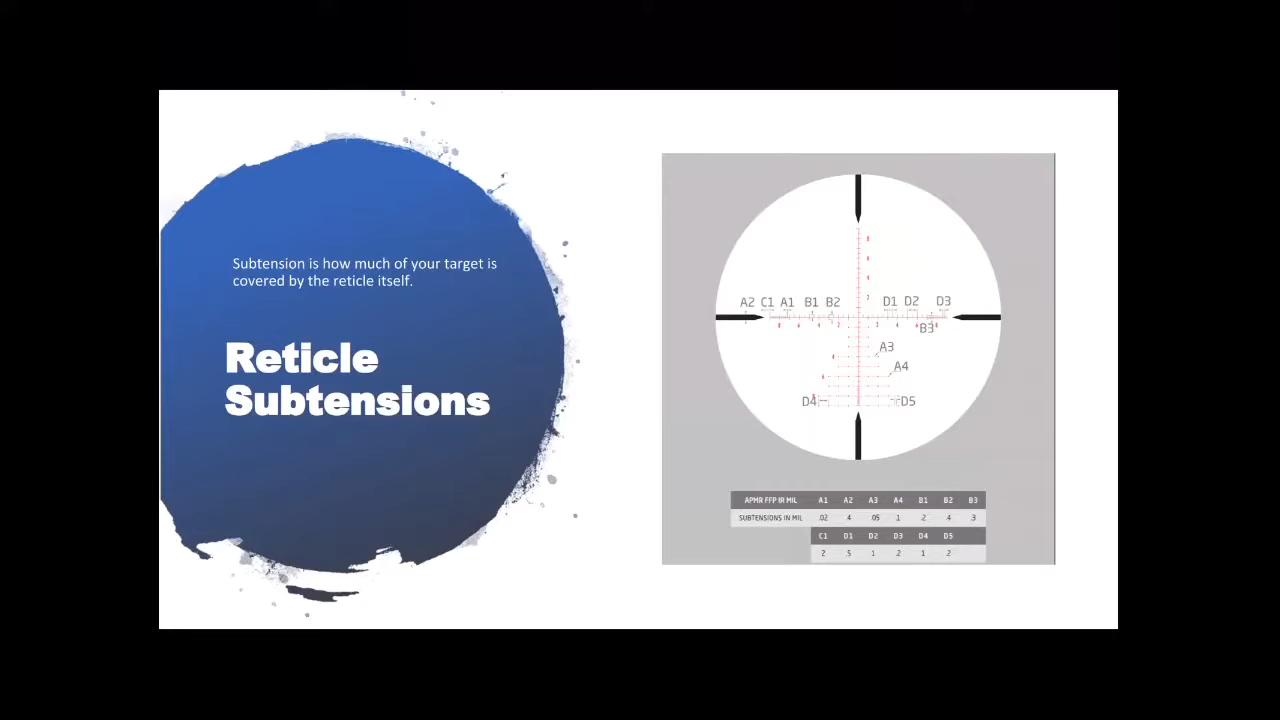 Subtension is how much of your target is
covered by the reticle itself.
Reticle
Subtensions
A2 C1 A1 B1 B2 D1 D2 D3
B3
A3
A4
D4 D5
APMR FFP IR MIL A1 A2 A3 A4 B1 B2 B3
SUBTENSIONS IN MIL .02 .4 .05 .1 .2 .4 .3
C1 D1 D2 D3 D4 D5
2 .5 1 .2 1 .2